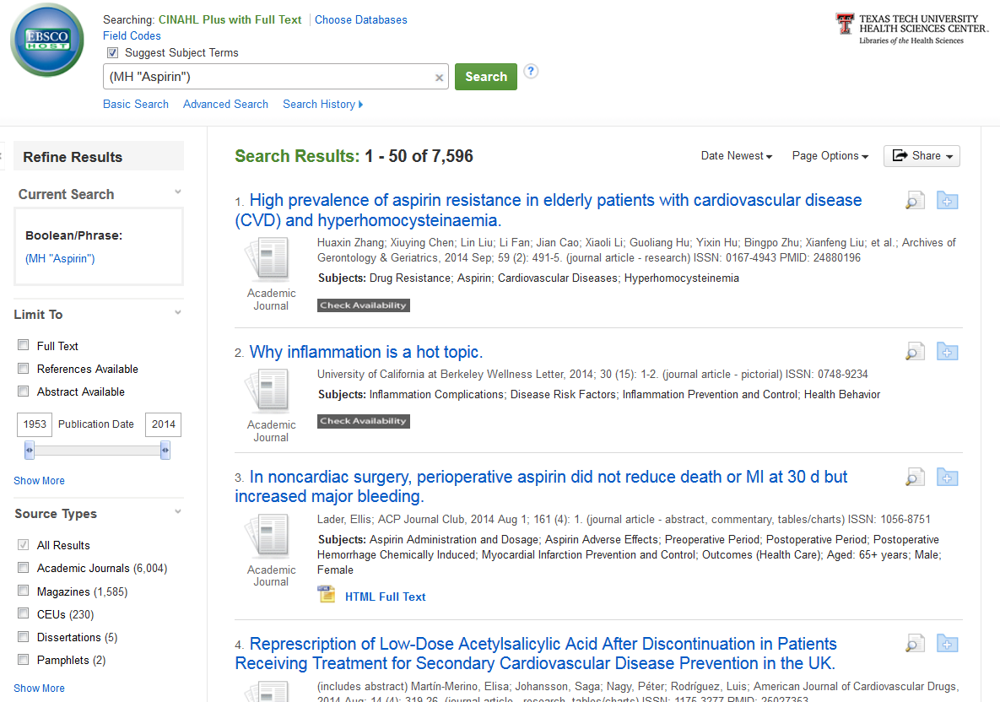 EBSCO
HOST
Searching: CINAHL Plus with Full Text Choose Databases
Field Codes
Suggest Subject Terms
(MH "Aspirin") × Search ?
Basic Search Advanced Search Search History
TEXAS TECH UNIVERSITY
HEALTH SCIENCES CENTER.
Libraries of the Health Sciences
Refine Results
Current Search
Boolean/Phrase:
(MH "Aspirin")
Limit To
Full Text
References Available
Abstract Available
1953 Publication Date 2014
Show More
Source Types
All Results
Academic Journals (6,004)
Magazines (1,585)
CEUs (230)
Dissertations (5)
Pamphlets (2)
Show More
Search Results: 1 - 50 of 7,596
Date Newest Page Options Share
1. High prevalence of aspirin resistance in elderly patients with cardiovascular disease
(CVD) and hyperhomocysteinaemia.
Academic
Journal
Huaxin Zhang; Xiuying Chen; Lin Liu; Li Fan; Jian Cao; Xiaoli Li; Guoliang Hu; Yixin Hu; Bingpo Zhu; Xianfeng Liu; et al.; Archives of
Gerontology & Geriatrics, 2014 Sep; 59 (2): 491-5. (journal article - research) ISSN: 0167-4943 PMID: 24880196
Subjects: Drug Resistance; Aspirin; Cardiovascular Diseases; Hyperhomocysteinemia
Check Availability
2. Why inflammation is a hot topic.
Academic
Journal
University of California at Berkeley Wellness Letter, 2014; 30 (15): 1-2. (journal article - pictorial) ISSN: 0748-9234
Subjects: Inflammation Complications; Disease Risk Factors; Inflammation Prevention and Control; Health Behavior
Check Availability
3. In noncardiac surgery, perioperative aspirin did not reduce death or MI at 30 d but
increased major bleeding.
Academic
Journal
Lader, Ellis; ACP Journal Club, 2014 Aug 1; 161 (4): 1. (journal article - abstract, commentary, tables/charts) ISSN: 1056-8751
Subjects: Aspirin Administration and Dosage; Aspirin Adverse Effects; Preoperative Period; Postoperative Period; Postoperative
Hemorrhage Chemically Induced; Myocardial Infarction Prevention and Control; Outcomes (Health Care); Aged: 65+ years; Male;
Female
HTML Full Text
4. Represcription of Low-Dose Acetylsalicylic Acid After Discontinuation in Patients
Receiving Treatment for Secondary Cardiovascular Disease Prevention in the UK.
(includes abstract) Martín-Merino, Elisa; Johansson, Saga; Nagy, Péter; Rodríguez, Luis; American Journal of Cardiovascular Drugs,
2014 Aug; 14 (4): 319-26. (journal article - research, tables/charts) ISSN: 1175-3277 PMID: 25027353